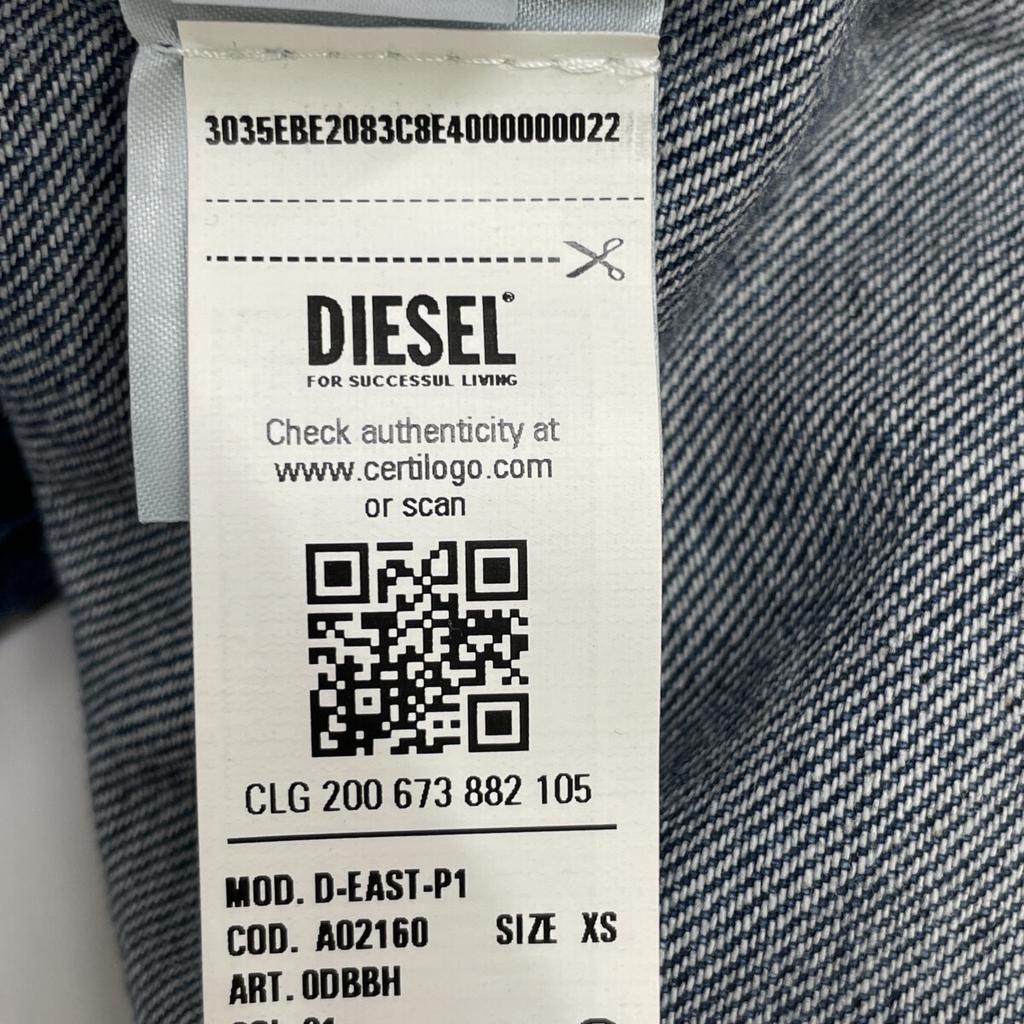 3035EBE2083C8E4000000022
DIESEL®
FOR SUCCESSUL LIVING
Check authenticity at
www.certilogo.com
or scan
CLG 200 673 882 105
MOD. D-EAST-P1
COD. A02160 SIZE XS
ART. 0DBBH